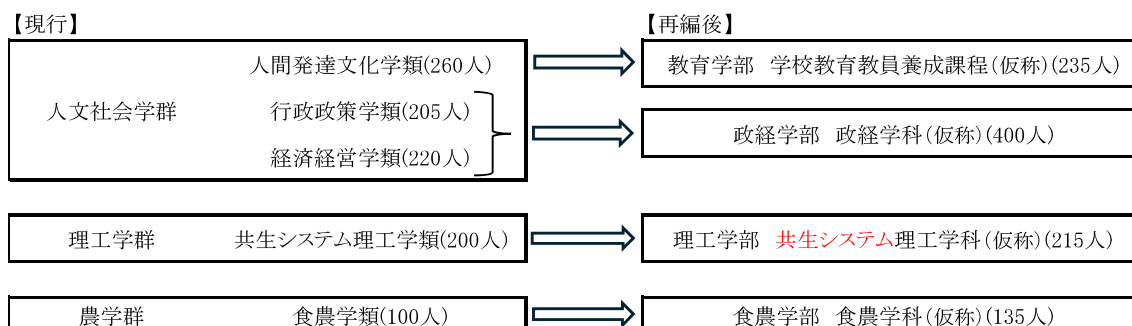 【現行】 【再編後】
人間発達文化学類(260人) 教育学部 学校教育教員養成課程(仮称)(235人)
人文社会学群 行政政策学類(205人)
経済経営学類(220人) 政経学部 政経学科(仮称)(400人)
理工学群 共生システム理工学類(200人) 理工学部 共生システム理工学科(仮称)(215人)
農学群 食農学類(100人) 食農学部 食農学科(仮称)(135人)